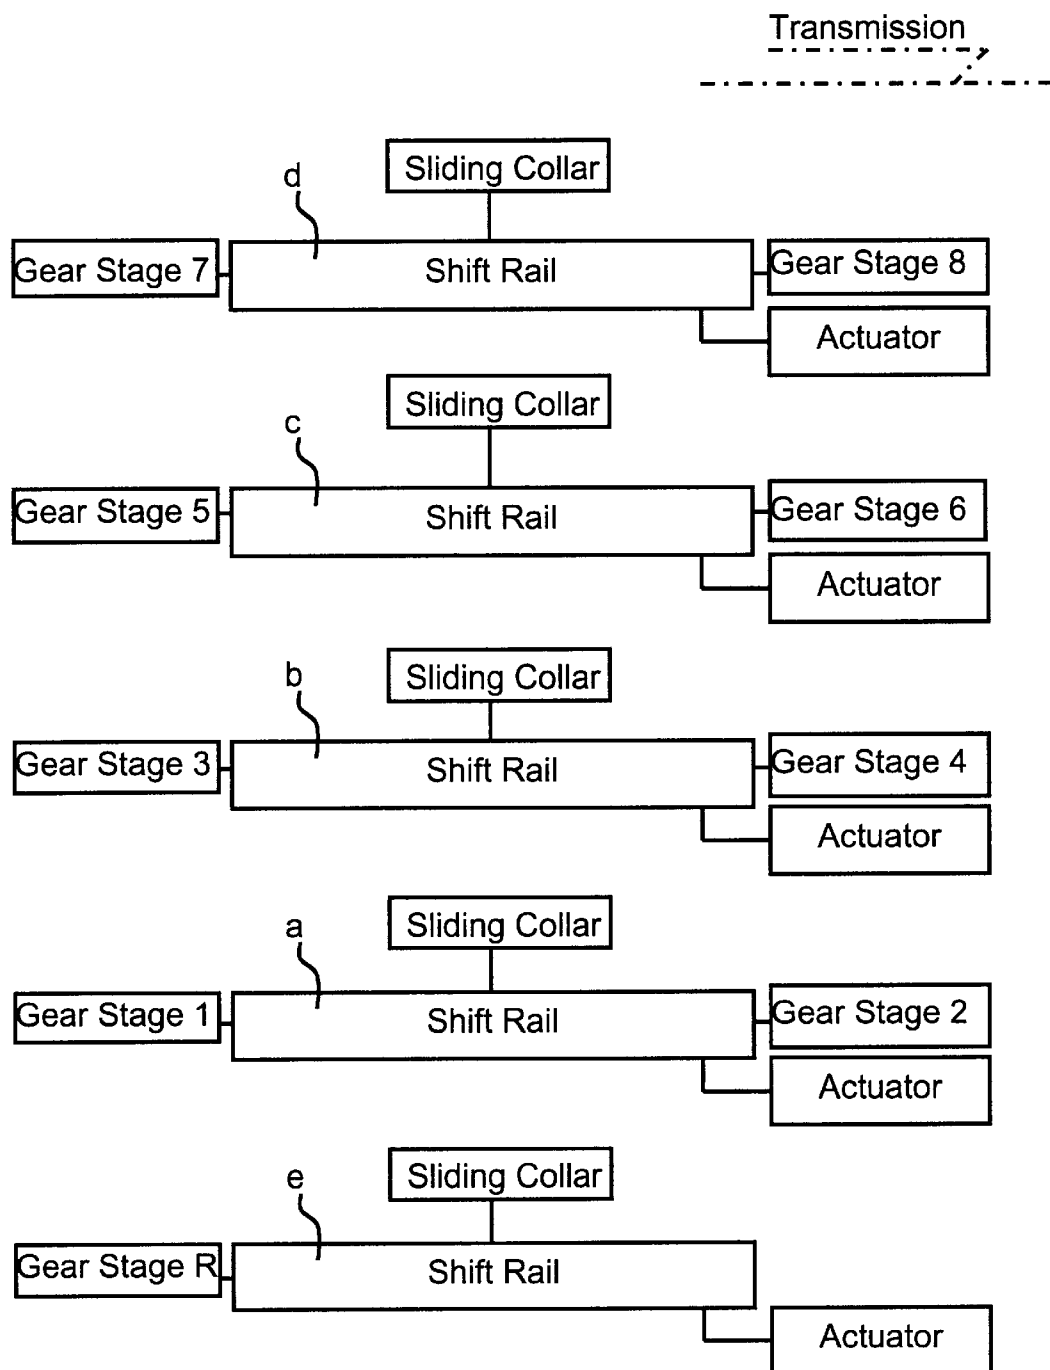 Transmission
Sliding Collar
d
Gear Stage 7
Shift Rail
Gear Stage 8
Actuator
Sliding Collar
c
Gear Stage 5
Shift Rail
Gear Stage 6
Actuator
Sliding Collar
b
Gear Stage 3
Shift Rail
Gear Stage 4
Actuator
Sliding Collar
a
Gear Stage 1
Shift Rail
Gear Stage 2
Actuator
Sliding Collar
e
Gear Stage R
Shift Rail
Actuator